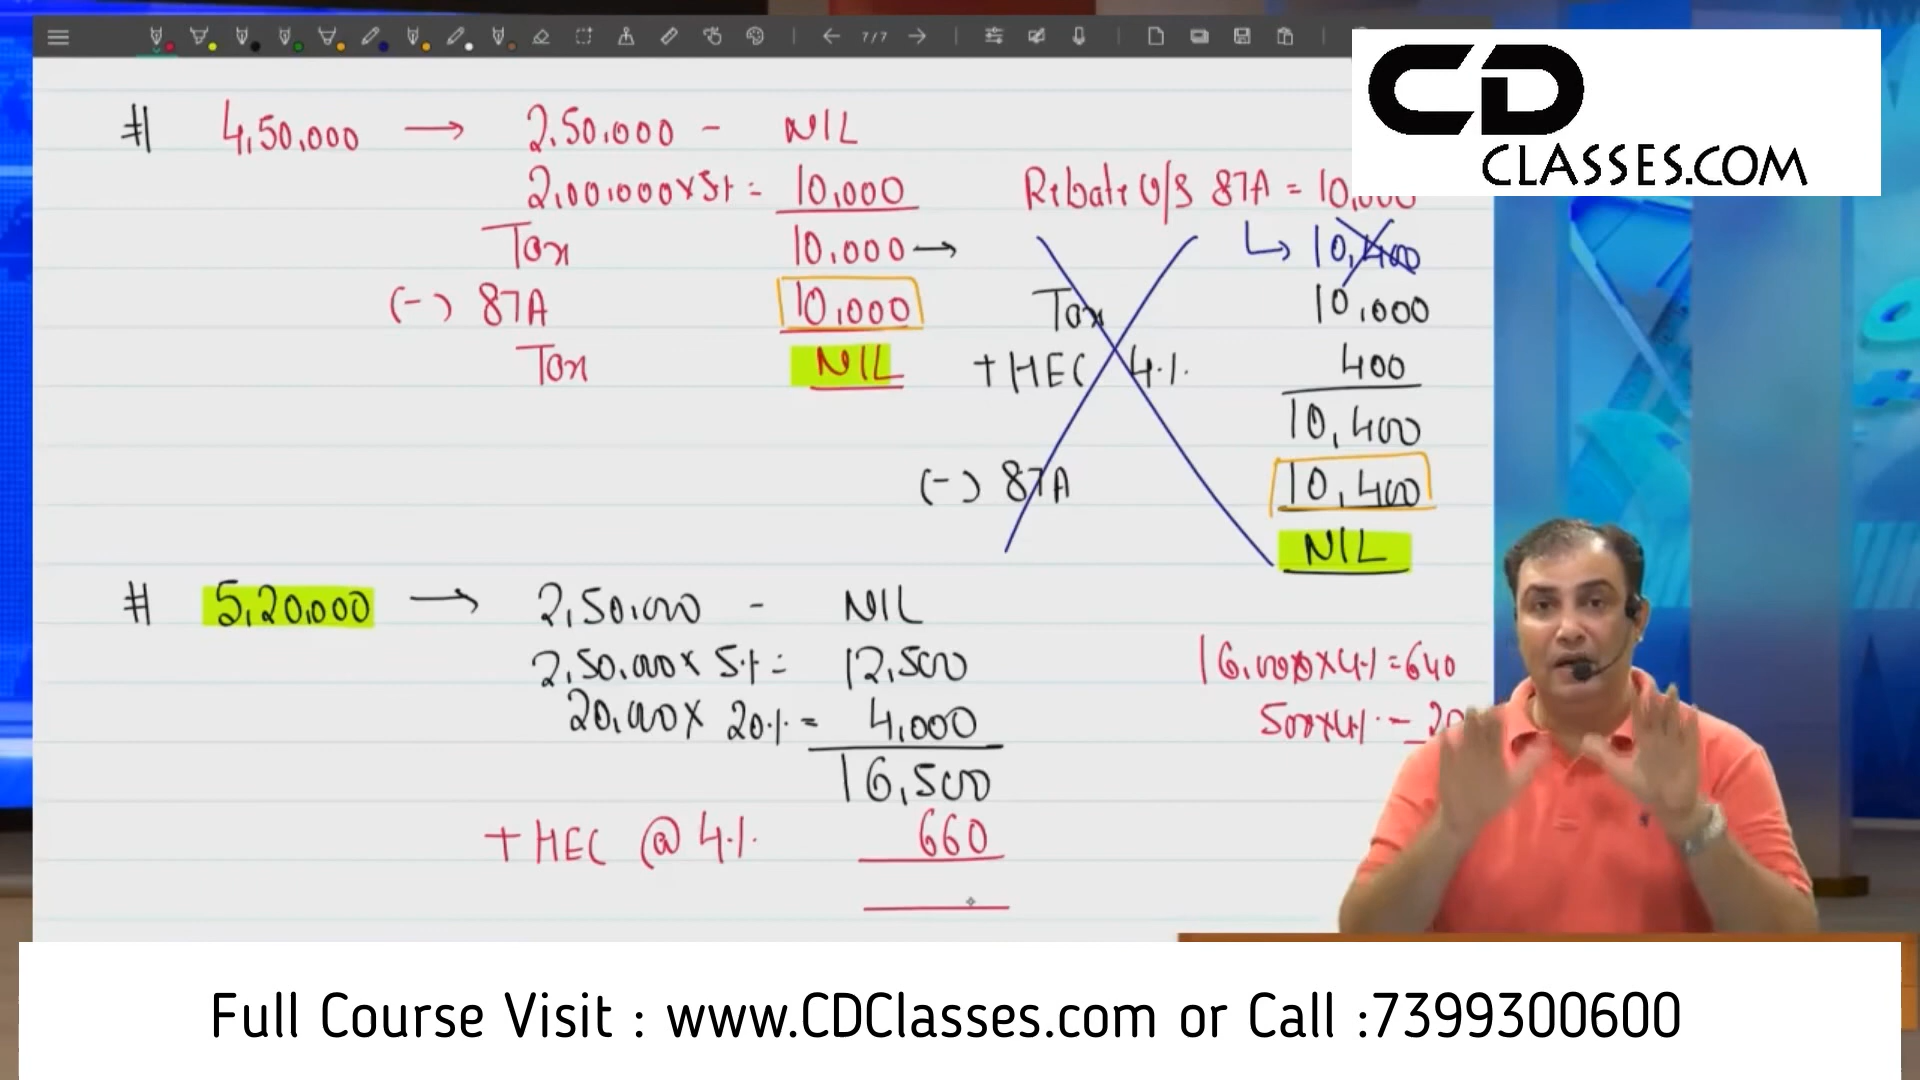 7/7
CD
CLASSES.COM
# 4,50,000 → 2,50,000 - NIL
2,00,000 x 5% = 10,000
Rebate U/S 87A = 10,000
Tax 10,000 →
↳ 10,400
(-) 87A 10,000
Tax 10,000
Tax NIL
+ HEC 4% 400
10,400
(-) 87A 10,400
NIL
# 5,20,000 → 2,50,000 - NIL
2,50,000 x 5% = 12,500
16,000 x 4% = 640
20,000 x 20% = 4,000
500 x 4% - 20
16,500
+ HEC @ 4% 660
Full Course Visit : www.CDClasses.com or Call :7399300600